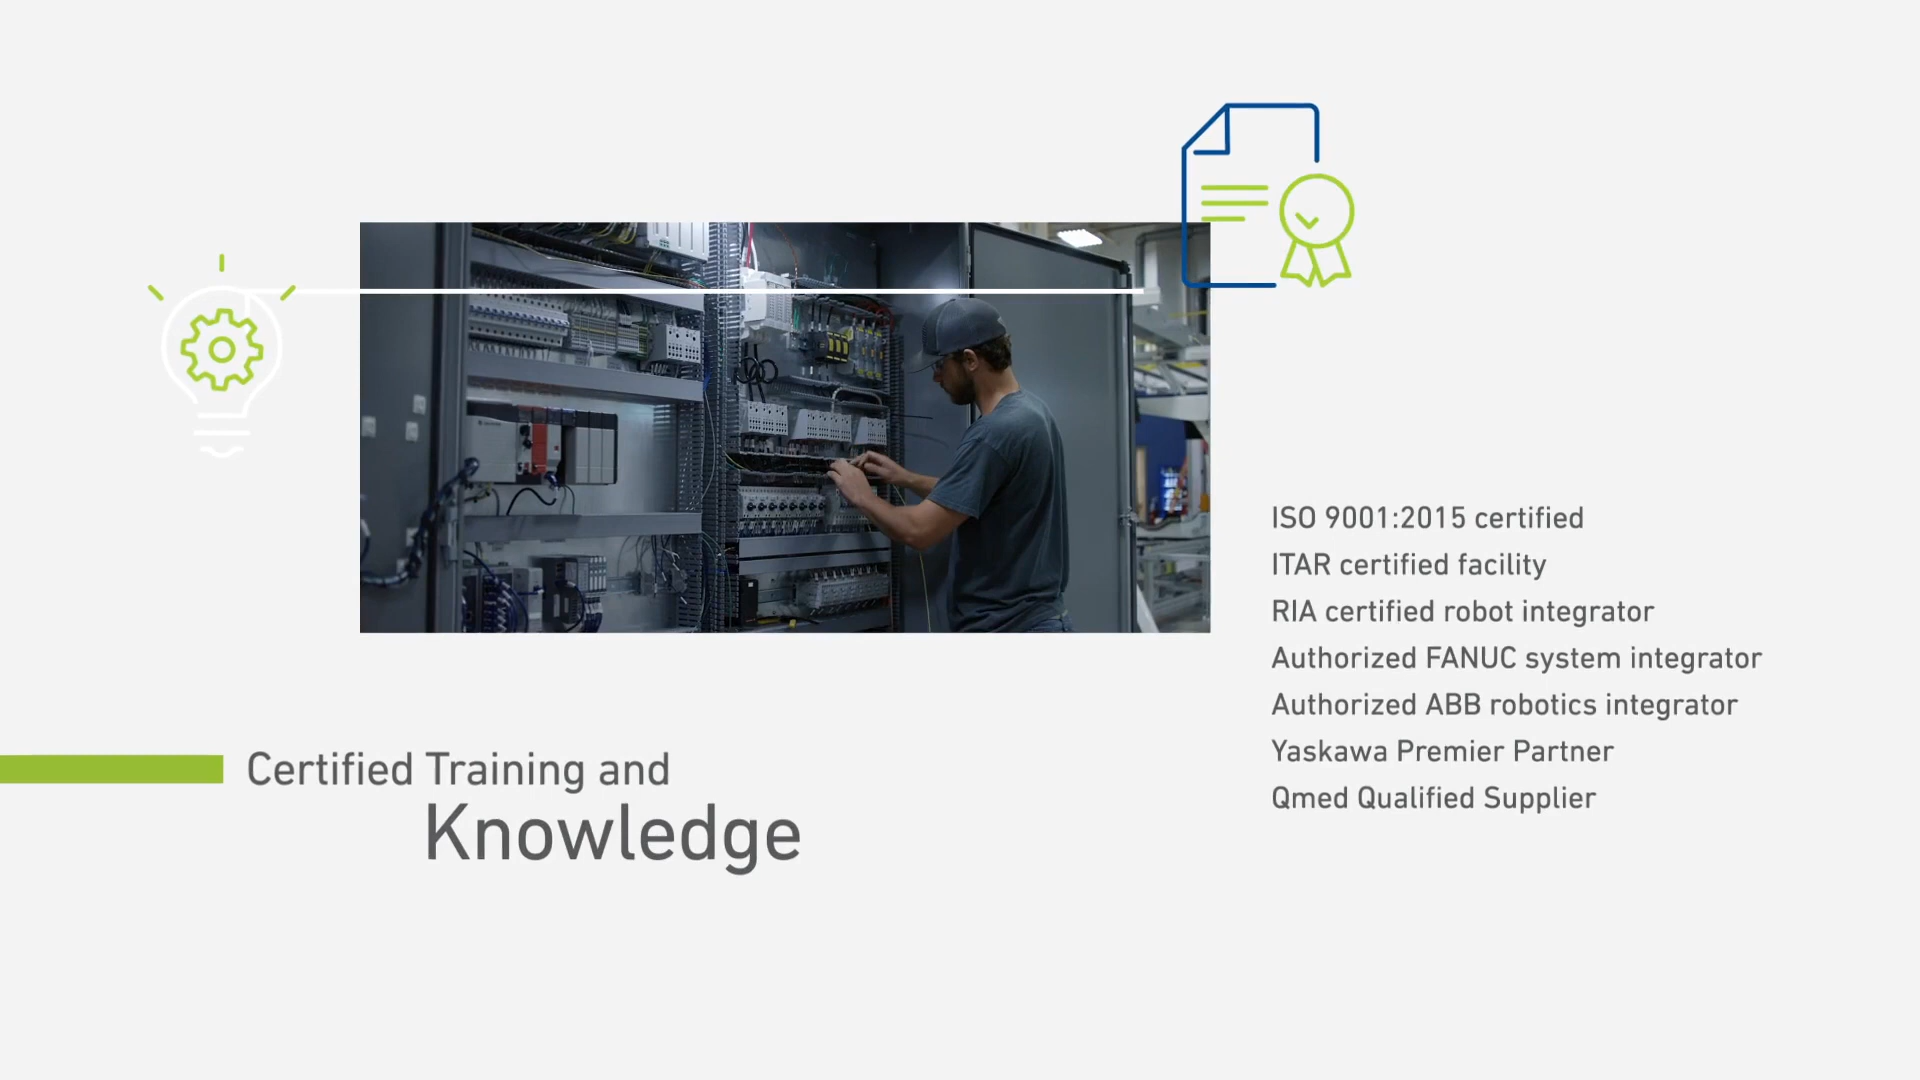 Certified Training and
Knowledge
ISO 9001:2015 certified
ITAR certified facility
RIA certified robot integrator
Authorized FANUC system integrator
Authorized ABB robotics integrator
Yaskawa Premier Partner
Qmed Qualified Supplier